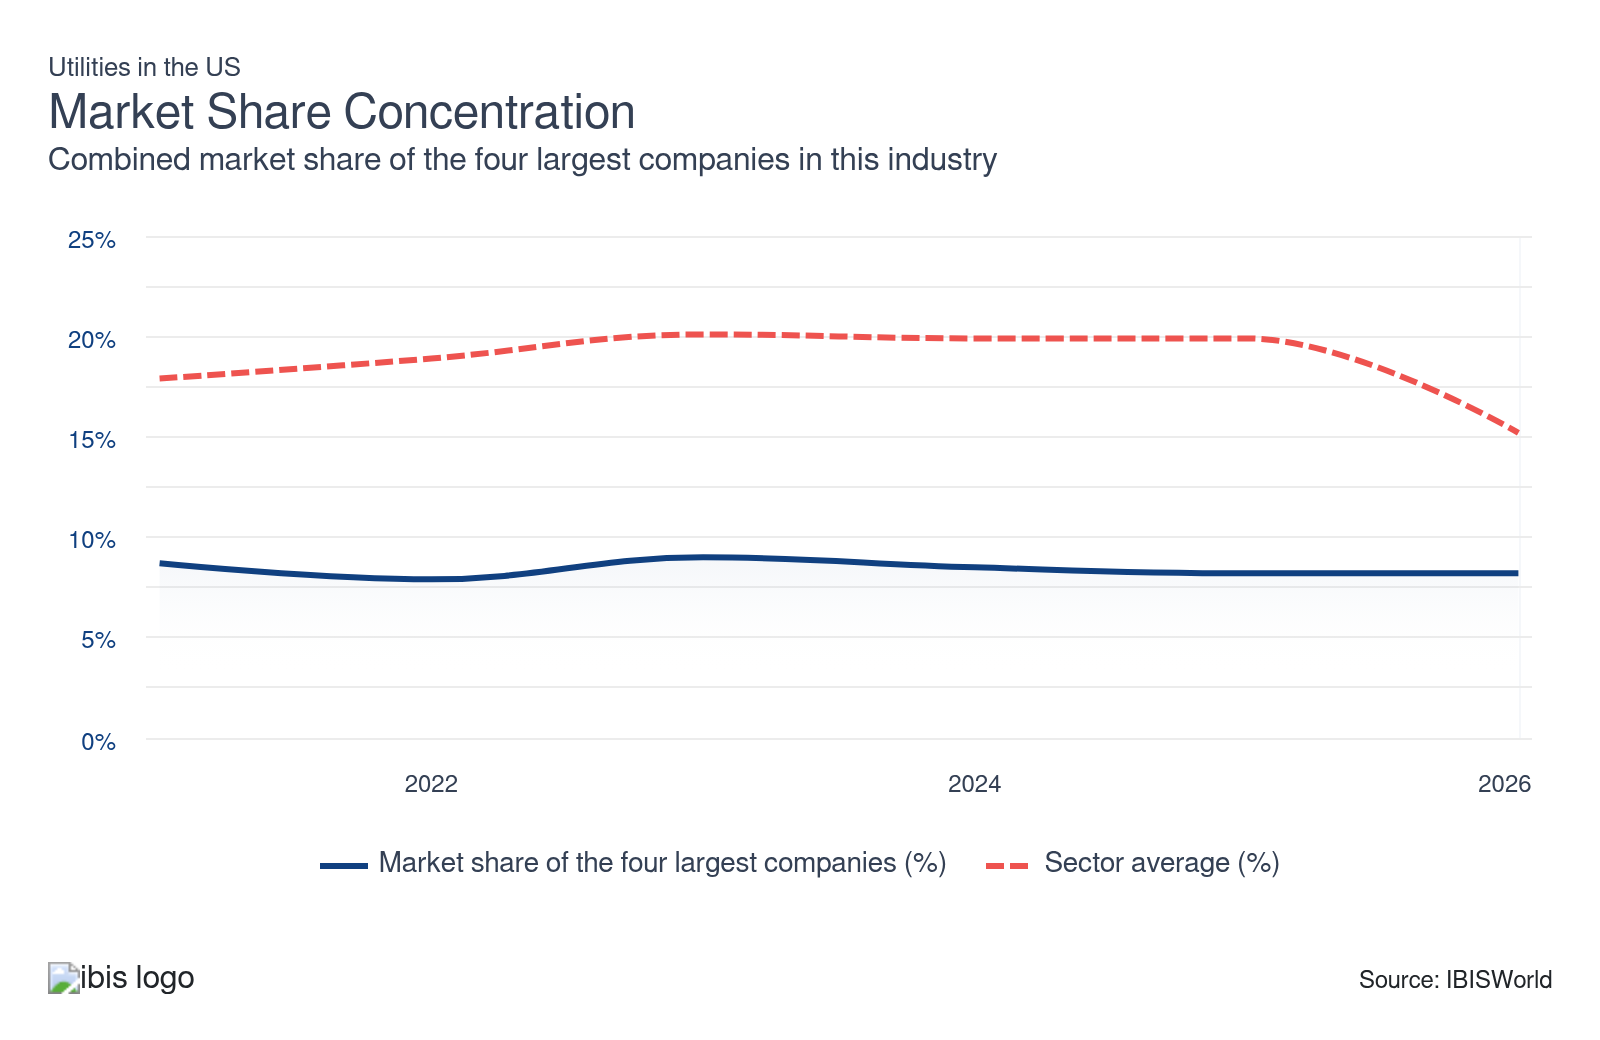 Utilities in the US
Market Share Concentration
Combined market share of the four largest companies in this industry
25%
20%
15%
10%
5%
0%
2022 2024 2026
Market share of the four largest companies (%) Sector average (%)
ibis logo Source: IBISWorld